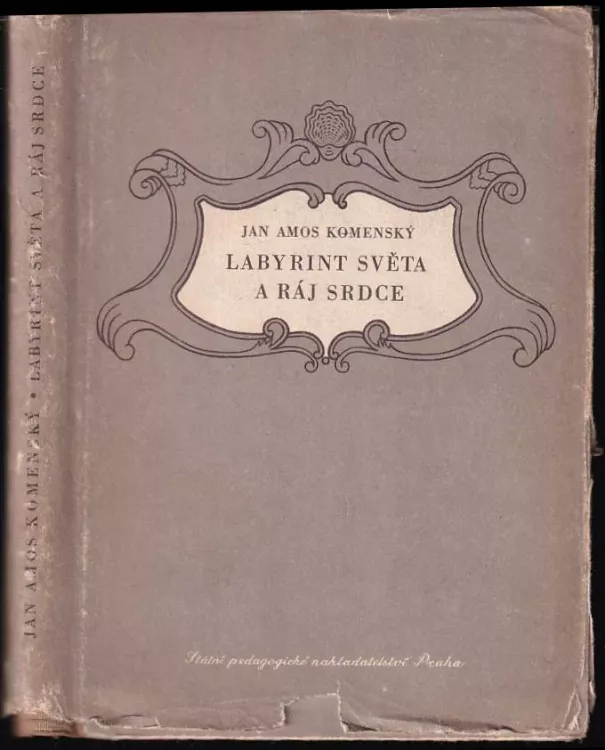 JAN AMOS KOMENSKÝ
LABYRINT SVĚTA
A RÁJ SRDCE
Státní pedagogické nakladatelství Praha
JAN AMOS KOMENSKÝ • LABYRINT SVĚTA A RÁJ SRDCE